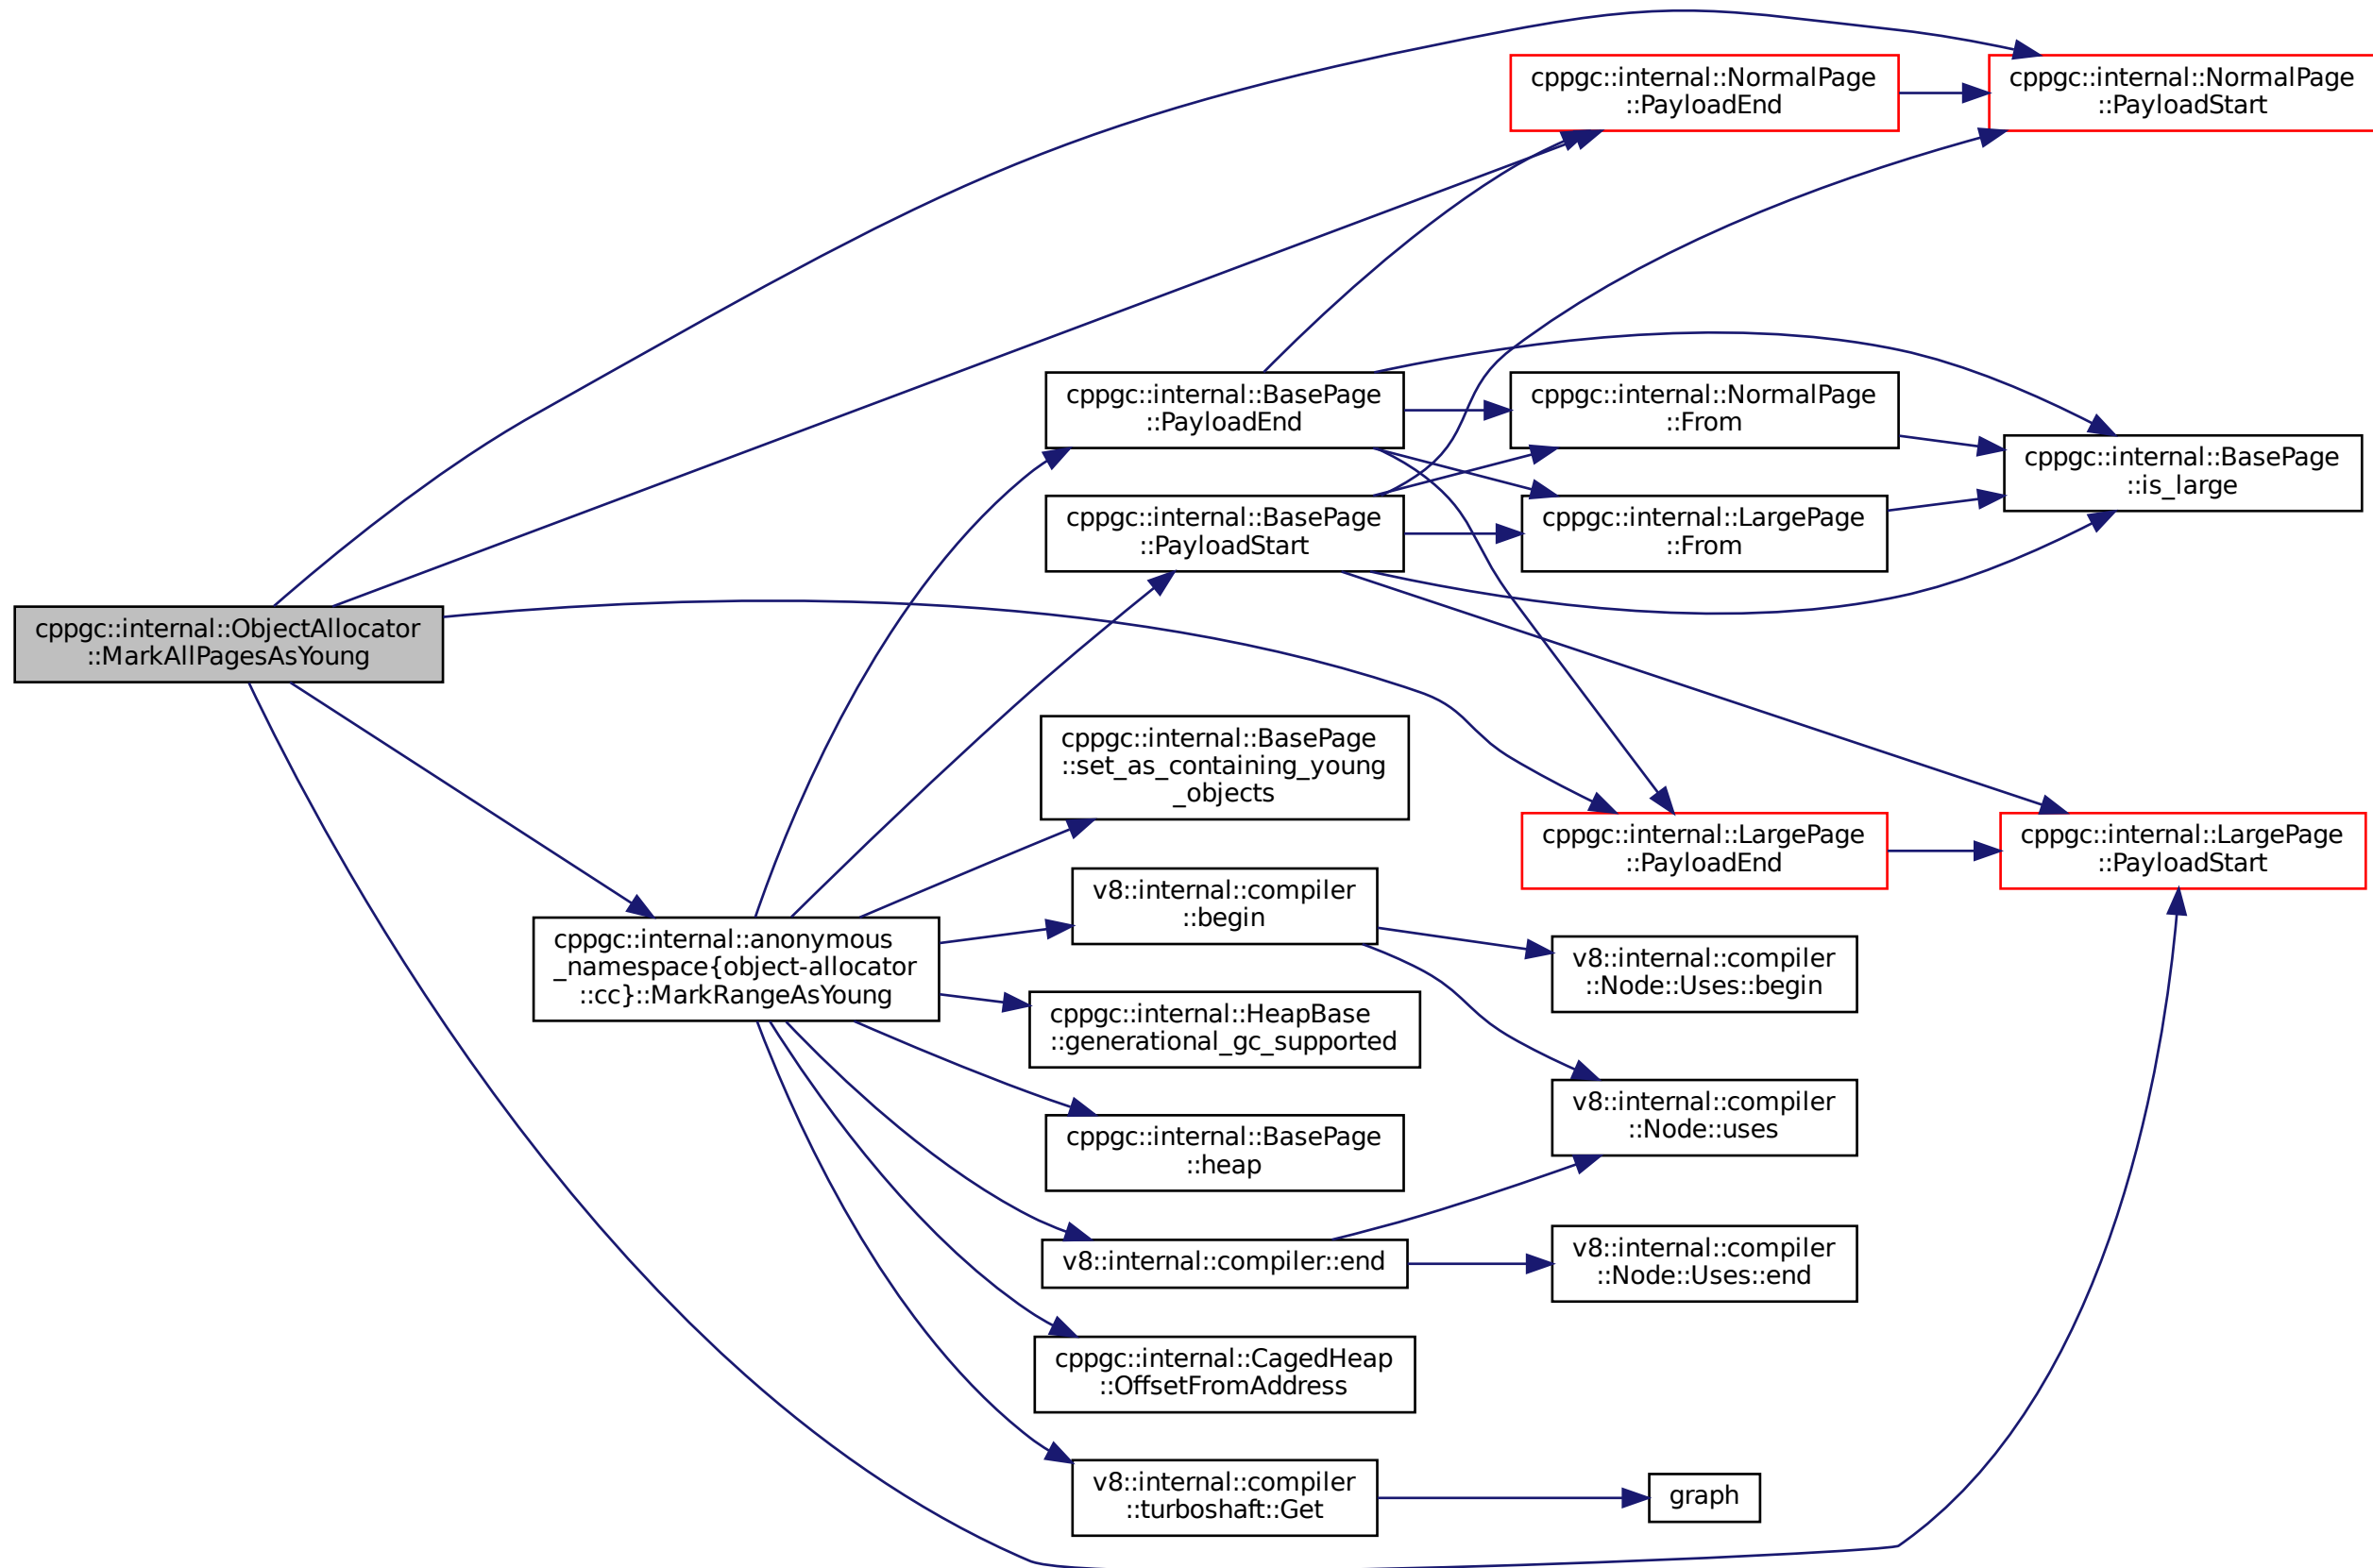 cppgc::internal::ObjectAllocator
::MarkAllPagesAsYoung
cppgc::internal::anonymous
_namespace{object-allocator
::cc}::MarkRangeAsYoung
cppgc::internal::BasePage
::PayloadEnd
cppgc::internal::BasePage
::PayloadStart
cppgc::internal::BasePage
::set_as_containing_young
_objects
v8::internal::compiler
::begin
cppgc::internal::HeapBase
::generational_gc_supported
cppgc::internal::BasePage
::heap
v8::internal::compiler::end
cppgc::internal::CagedHeap
::OffsetFromAddress
v8::internal::compiler
::turboshaft::Get
cppgc::internal::NormalPage
::PayloadEnd
cppgc::internal::NormalPage
::From
cppgc::internal::LargePage
::From
cppgc::internal::LargePage
::PayloadEnd
v8::internal::compiler
::Node::Uses::begin
v8::internal::compiler
::Node::uses
v8::internal::compiler
::Node::Uses::end
graph
cppgc::internal::NormalPage
::PayloadStart
cppgc::internal::BasePage
::is_large
cppgc::internal::LargePage
::PayloadStart